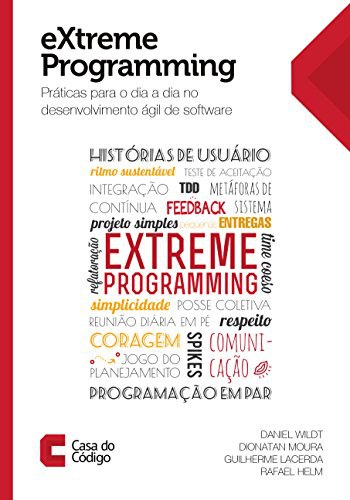 eXtreme
Programming
Práticas para o dia a dia no
desenvolvimento ágil de software
HISTÓRIAS DE USUÁRIO
ritmo sustentável TESTE DE ACEITAÇÃO
INTEGRAÇÃO TDD METÁFORAS DE
CONTÍNUA FEEDBACK SISTEMA
projeto simples pequenas ENTREGAS
refatoração
EXTREME
PROGRAMMING
time coeso
simplicidade POSSE COLETIVA
REUNIÃO DIÁRIA EM PÉ respeito
CORAGEM SPIKES COMUNI-
CAÇÃO
JOGO DO
PLANEJAMENTO
PROGRAMAÇÃO EM PAR
DANIEL WILDT
DIONATAN MOURA
GUILHERME LACERDA
RAFAEL HELM
Casa do
Código